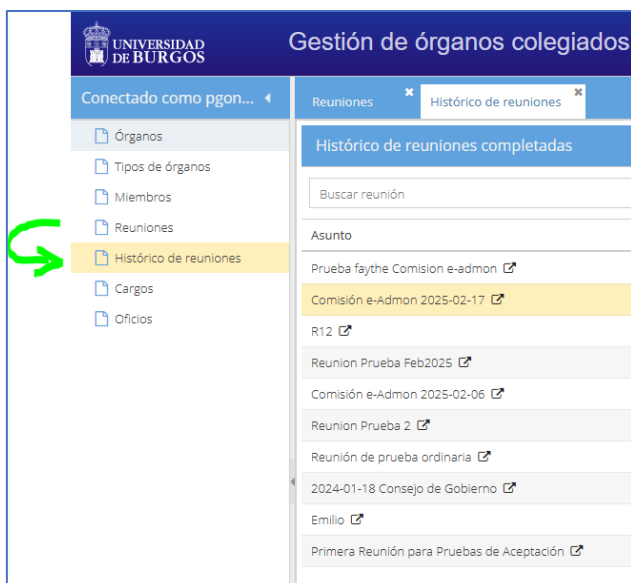 UNIVERSIDAD
DE BURGOS
Gestión de órganos colegiados
Conectado como pgon...
Órganos
Tipos de órganos
Miembros
Reuniones
Histórico de reuniones
Cargos
Oficios
Reuniones
Histórico de reuniones
Histórico de reuniones completadas
Buscar reunión
Asunto
Prueba faythe Comision e-admon
Comisión e-Admon 2025-02-17
R12
Reunion Prueba Feb2025
Comisión e-Admon 2025-02-06
Reunion Prueba 2
Reunión de prueba ordinaria
2024-01-18 Consejo de Gobierno
Emilio
Primera Reunión para Pruebas de Aceptación